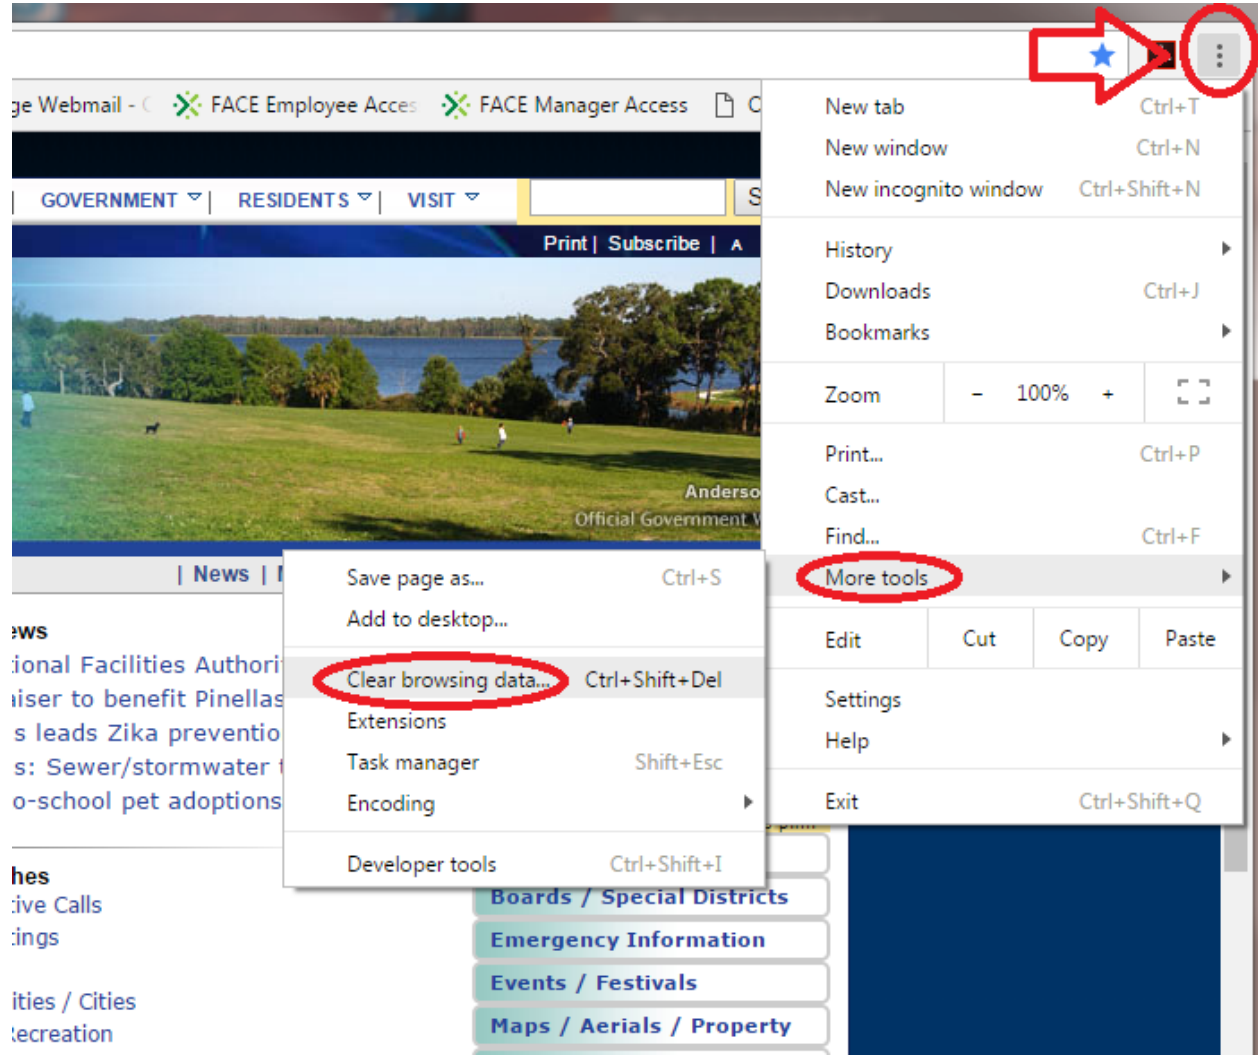 ge Webmail - FACE Employee Acces FACE Manager Access
GOVERNMENT | RESIDENTS | VISIT
Print | Subscribe | A
Anderso
Official Government W
| News |
ews
tional Facilities Authori
aiser to benefit Pinellas
s leads Zika preventio
s: Sewer/stormwater
o-school pet adoptions
hes
tive Calls
tings
ities / Cities
Recreation
Boards / Special Districts
Emergency Information
Events / Festivals
Maps / Aerials / Property
New tab Ctrl+T
New window Ctrl+N
New incognito window Ctrl+Shift+N
History
Downloads Ctrl+J
Bookmarks
Zoom - 100% +
Print... Ctrl+P
Cast...
Find... Ctrl+F
More tools
Edit Cut Copy Paste
Settings
Help
Exit Ctrl+Shift+Q
Save page as... Ctrl+S
Add to desktop...
Clear browsing data... Ctrl+Shift+Del
Extensions
Task manager Shift+Esc
Encoding
Developer tools Ctrl+Shift+I